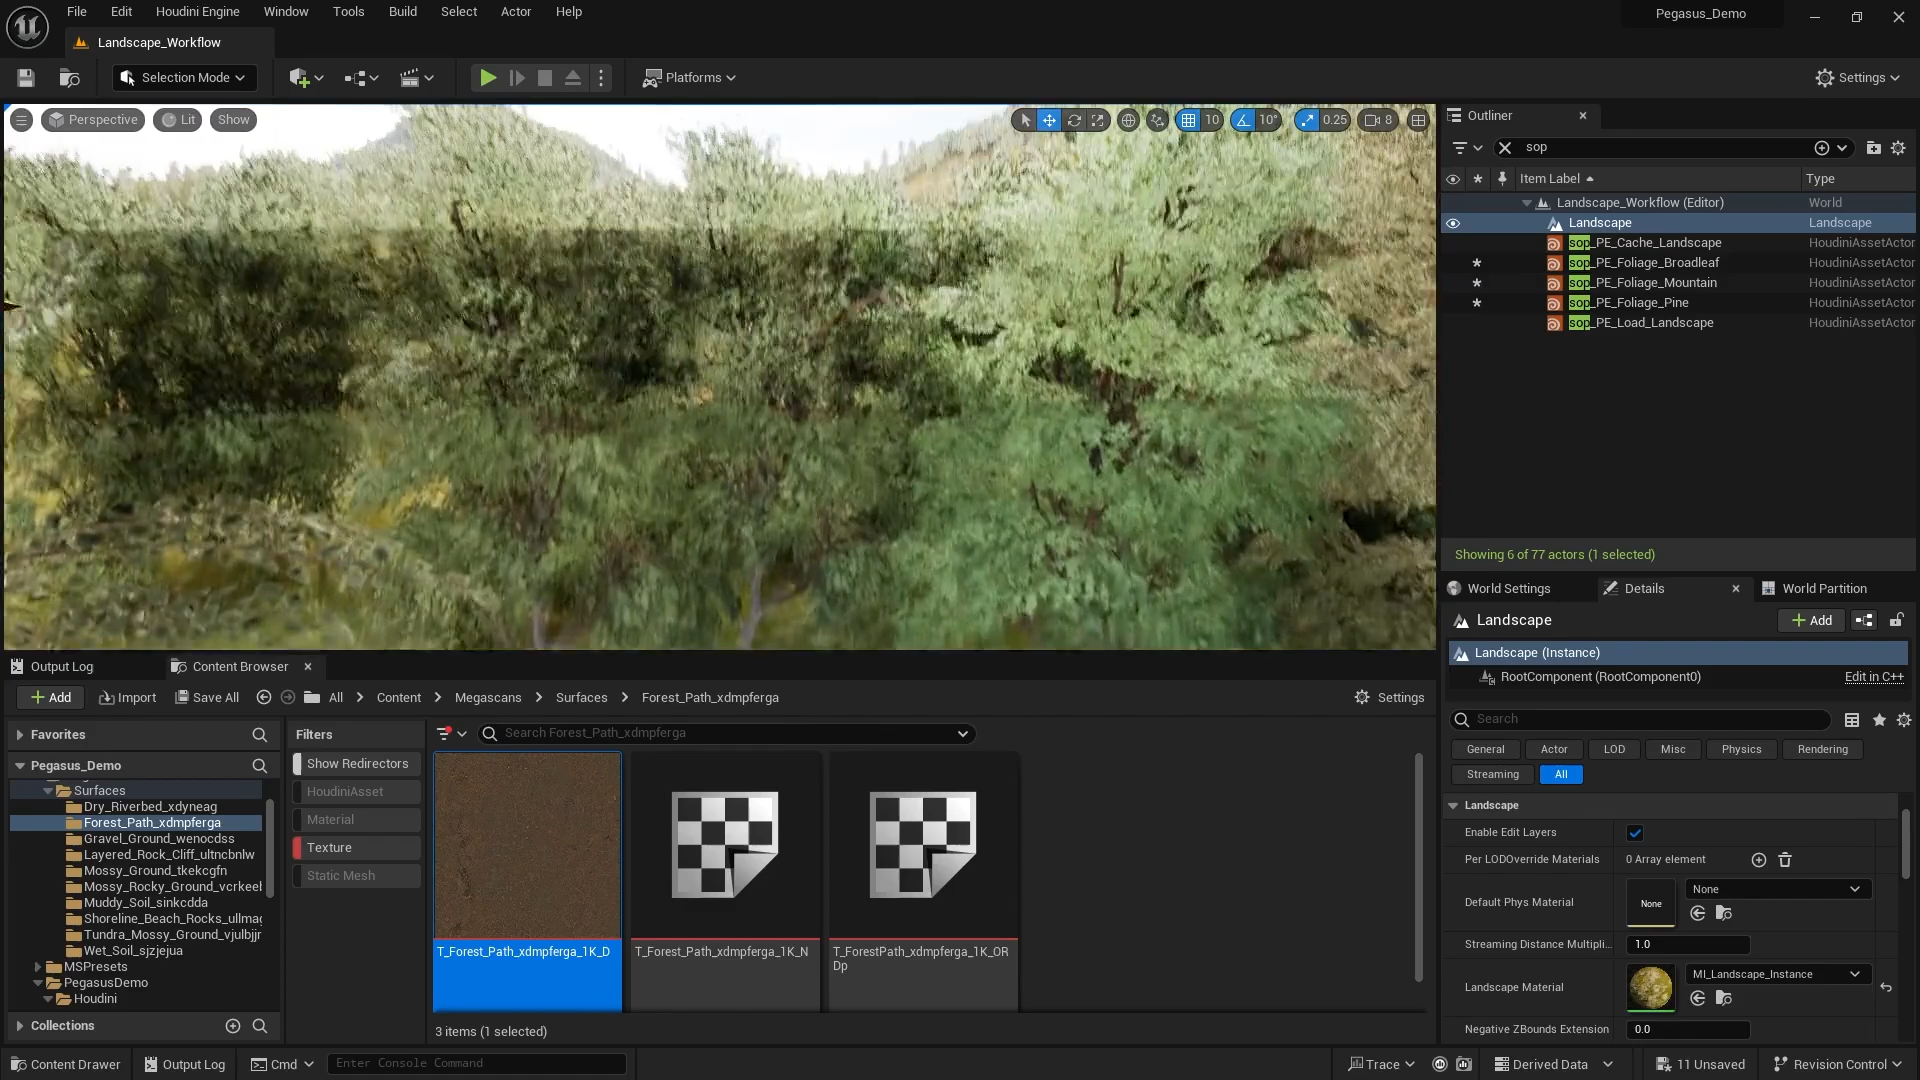 File Edit Houdini Engine Window Tools Build Select Actor Help
Pegasus_Demo
Landscape_Workflow
Selection Mode
Platforms
Settings
Perspective Lit Show
10 10° 0.25 8
Outliner
sop
Item Label Type
Landscape_Workflow (Editor) World
Landscape Landscape
sop_PE_Cache_Landscape HoudiniAssetActor
sop_PE_Foliage_Broadleaf HoudiniAssetActor
sop_PE_Foliage_Mountain HoudiniAssetActor
sop_PE_Foliage_Pine HoudiniAssetActor
sop_PE_Load_Landscape HoudiniAssetActor
Showing 6 of 77 actors (1 selected)
World Settings Details World Partition
Landscape
Add
Landscape (Instance)
RootComponent (RootComponent0) Edit in C++
Search
General Actor LOD Misc Physics Rendering
Streaming All
Landscape
Enable Edit Layers
Per LODOverride Materials 0 Array element
Default Phys Material None None
Streaming Distance Multipli... 1.0
Landscape Material MI_Landscape_Instance
Negative ZBounds Extension 0.0
Output Log Content Browser
Add Import Save All All Content Megascans Surfaces Forest_Path_xdmpferga Settings
Favorites
Pegasus_Demo
Surfaces
Dry_Riverbed_xdyneag
Forest_Path_xdmpferga
Gravel_Ground_wenocdss
Layered_Rock_Cliff_ultncbnlw
Mossy_Ground_tkekcgfn
Mossy_Rocky_Ground_vcrkeeb
Muddy_Soil_sinkcdda
Shoreline_Beach_Rocks_ullmag
Tundra_Mossy_Ground_vjulbjjr
Wet_Soil_sjzjejua
MSPresets
PegasusDemo
Houdini
Collections
Filters
Show Redirectors
HoudiniAsset
Material
Texture
Static Mesh
Search Forest_Path_xdmpferga
T_Forest_Path_xdmpferga_1K_D
T_Forest_Path_xdmpferga_1K_N
T_ForestPath_xdmpferga_1K_OR
Dp
3 items (1 selected)
Content Drawer Output Log Cmd Enter Console Command
Trace Derived Data 11 Unsaved Revision Control